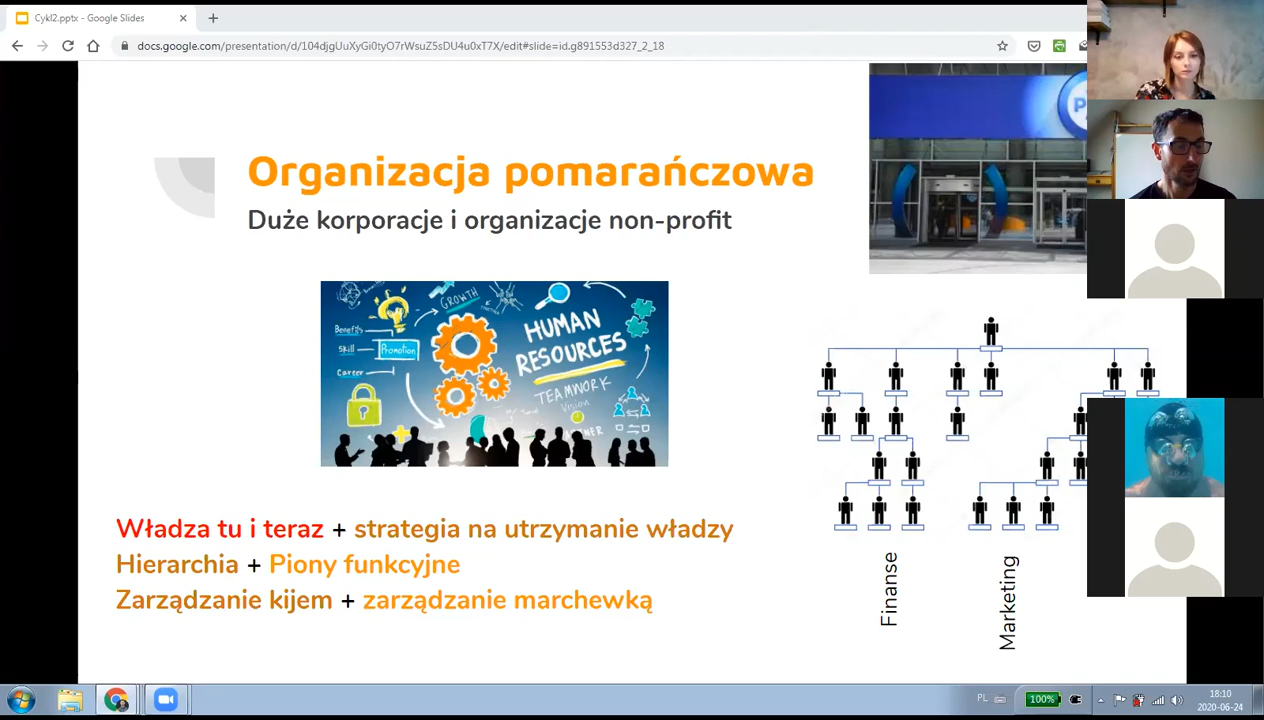 Cykl2.pptx - Google Slides
docs.google.com/presentation/d/104djgUuXyGi0tyO7rWsuZ5sDU4u0xT7X/edit#slide=id.g891553d327_2_18
Organizacja pomarańczowa
Duże korporacje i organizacje non-profit
GROWTH
Benefits
Skill
Promotion
Career
HUMAN
RESOURCES
TEAMWORK
Vision
Władza tu i teraz + strategia na utrzymanie władzy
Hierarchia + Piony funkcyjne
Zarządzanie kijem + zarządzanie marchewką
Finanse
Marketing
PL
100%
18:10
2020-06-24